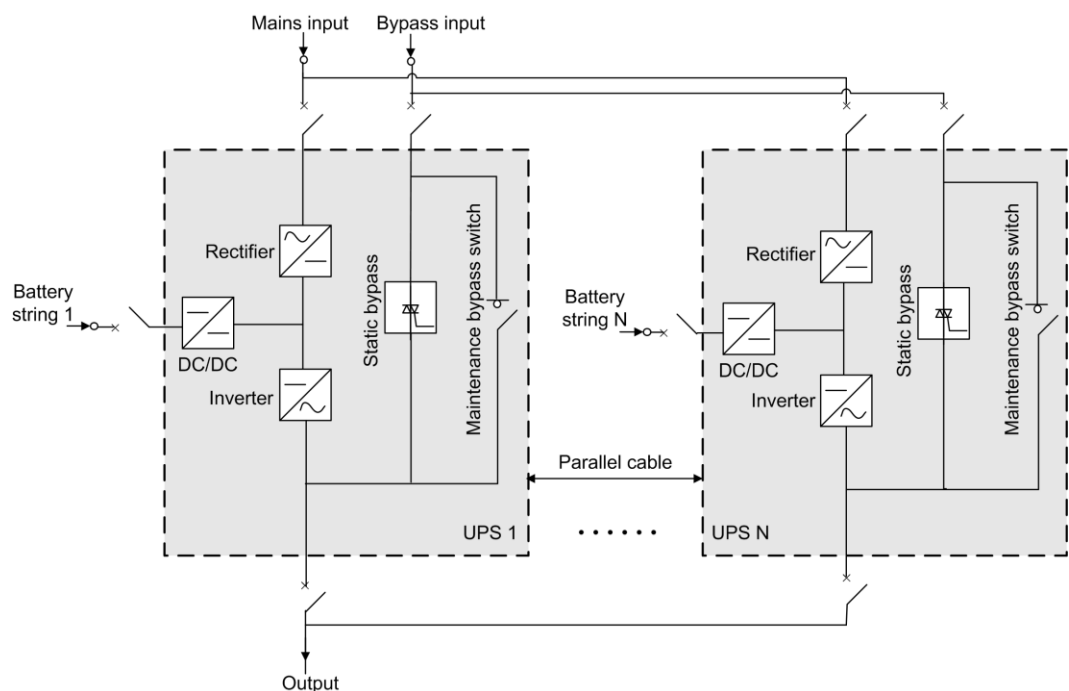 Mains input
Bypass input
Rectifier
Static bypass
Maintenance bypass switch
Battery
string 1
DC/DC
Inverter
UPS 1
Parallel cable
Rectifier
Static bypass
Maintenance bypass switch
Battery
string N
DC/DC
Inverter
UPS N
Output